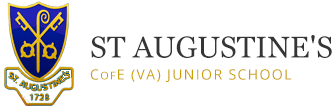 ST AUGUSTINE'S
CofE (VA) JUNIOR SCHOOL
ST. AUGUSTINE'S
1728